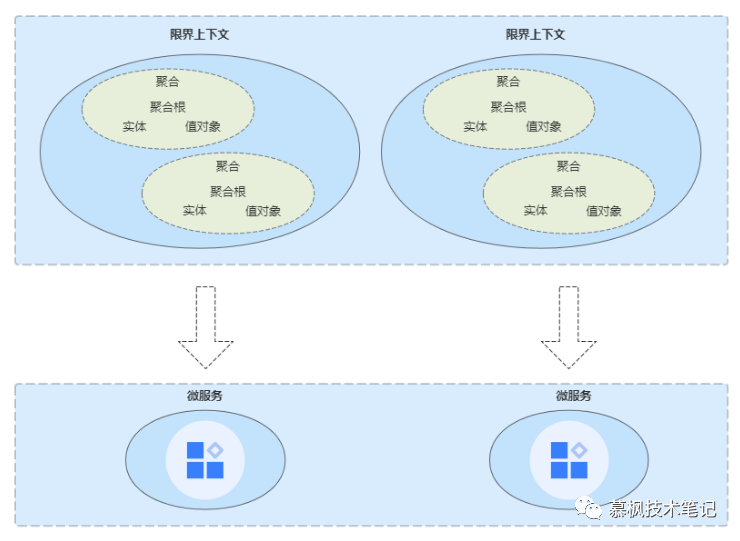 限界上下文 限界上下文
聚合 聚合
聚合根 聚合根
实体 值对象 实体 值对象
聚合 聚合
聚合根 聚合根
实体 值对象 实体 值对象
微服务 微服务
慕枫技术笔记